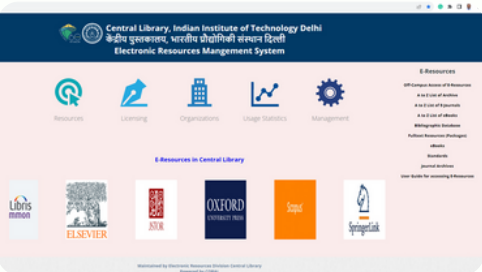 Central Library, Indian Institute of Technology Delhi
केंद्रीय पुस्तकालय, भारतीय प्रौद्योगिकी संस्थान दिल्ली
Electronic Resources Mangement System
Resources
Licensing
Organizations
Usage Statistics
Management
E-Resources
Off-Campus Access of E-Resources
A to Z List of Archive
A to Z List of E-Journals
A to Z List of eBooks
Bibliographic Database
Fulltext Resources (Packages)
eBooks
Standards
Journal Archives
User Guide for accessing E-Resources
E-Resources in Central Library
Libris
mmon
ELSEVIER
JSTOR
OXFORD
UNIVERSITY PRESS
Scopus
SpringerLink
Maintained by Electronic Resources Division Central Library